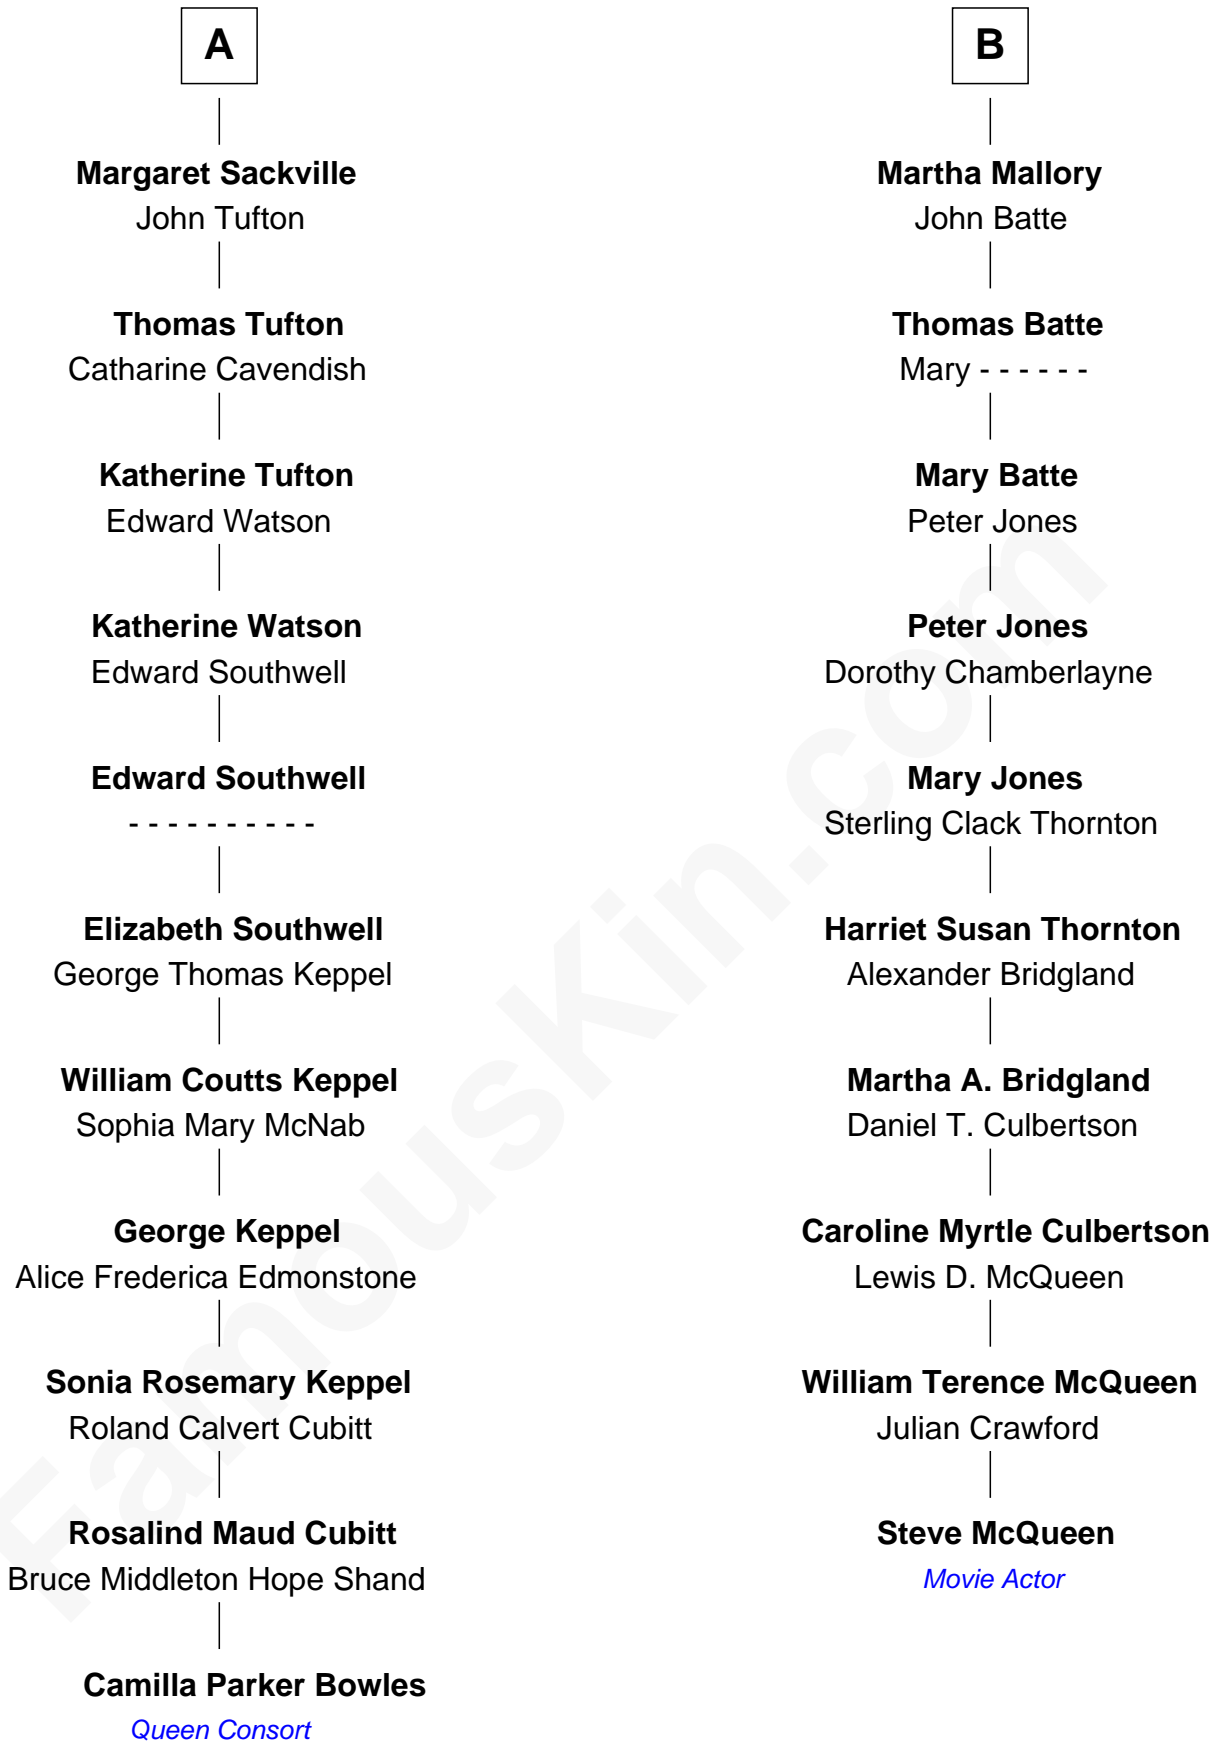 A
Margaret Sackville
John Tufton
Thomas Tufton
Catharine Cavendish
Katherine Tufton
Edward Watson
Katherine Watson
Edward Southwell
Edward Southwell
- - - - - - - - - -
Elizabeth Southwell
George Thomas Keppel
William Coutts Keppel
Sophia Mary McNab
George Keppel
Alice Frederica Edmonstone
Sonia Rosemary Keppel
Roland Calvert Cubitt
Rosalind Maud Cubitt
Bruce Middleton Hope Shand
Camilla Parker Bowles
Queen Consort
B
Martha Mallory
John Batte
Thomas Batte
Mary - - - - - -
Mary Batte
Peter Jones
Peter Jones
Dorothy Chamberlayne
Mary Jones
Sterling Clack Thornton
Harriet Susan Thornton
Alexander Bridgland
Martha A. Bridgland
Daniel T. Culbertson
Caroline Myrtle Culbertson
Lewis D. McQueen
William Terence McQueen
Julian Crawford
Steve McQueen
Movie Actor
FamousKin.com